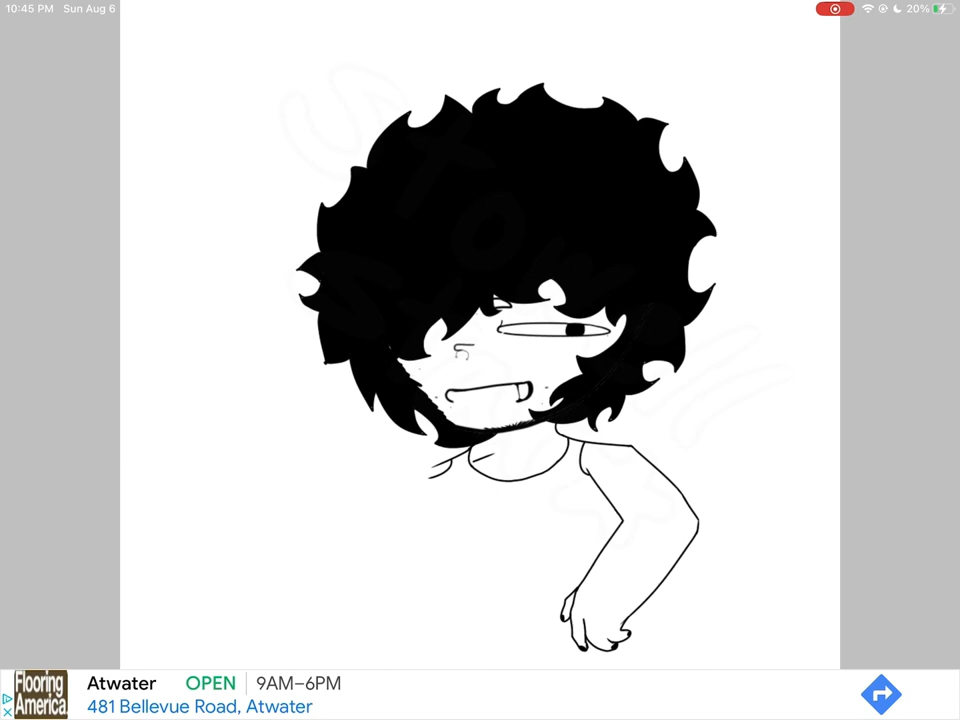 10:45 PM Sun Aug 6
20%
Flooring
America
Atwater OPEN 9AM–6PM
481 Bellevue Road, Atwater